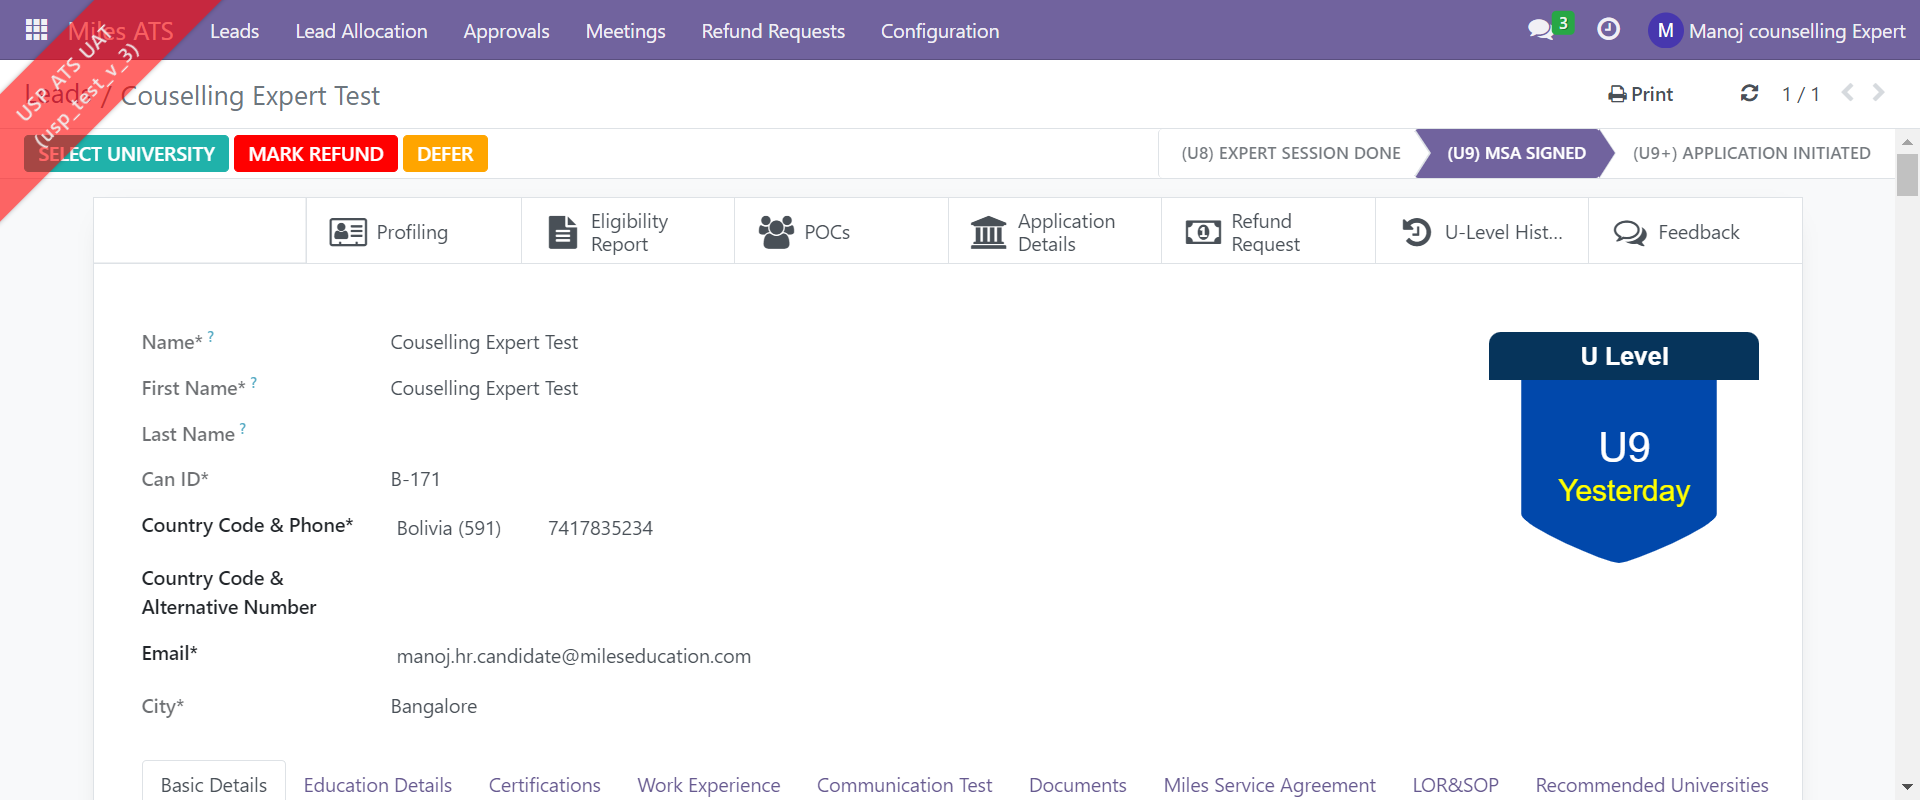 Miles ATS
Leads
Lead Allocation
Approvals
Meetings
Refund Requests
Configuration
3
M
Manoj counselling Expert
USP ATS UAT
(usp_test_v_3)
Leads / Couselling Expert Test
Print
1 / 1
SELECT UNIVERSITY
MARK REFUND
DEFER
(U8) EXPERT SESSION DONE
(U9) MSA SIGNED
(U9+) APPLICATION INITIATED
Profiling
Eligibility
Report
POCs
Application
Details
Refund
Request
U-Level Hist...
Feedback
Name* ? Couselling Expert Test
First Name* ? Couselling Expert Test
Last Name ?
Can ID* B-171
Country Code & Phone* Bolivia (591) 7417835234
Country Code &
Alternative Number
Email* manoj.hr.candidate@mileseducation.com
City* Bangalore
U Level
U9
Yesterday
Basic Details
Education Details
Certifications
Work Experience
Communication Test
Documents
Miles Service Agreement
LOR&SOP
Recommended Universities